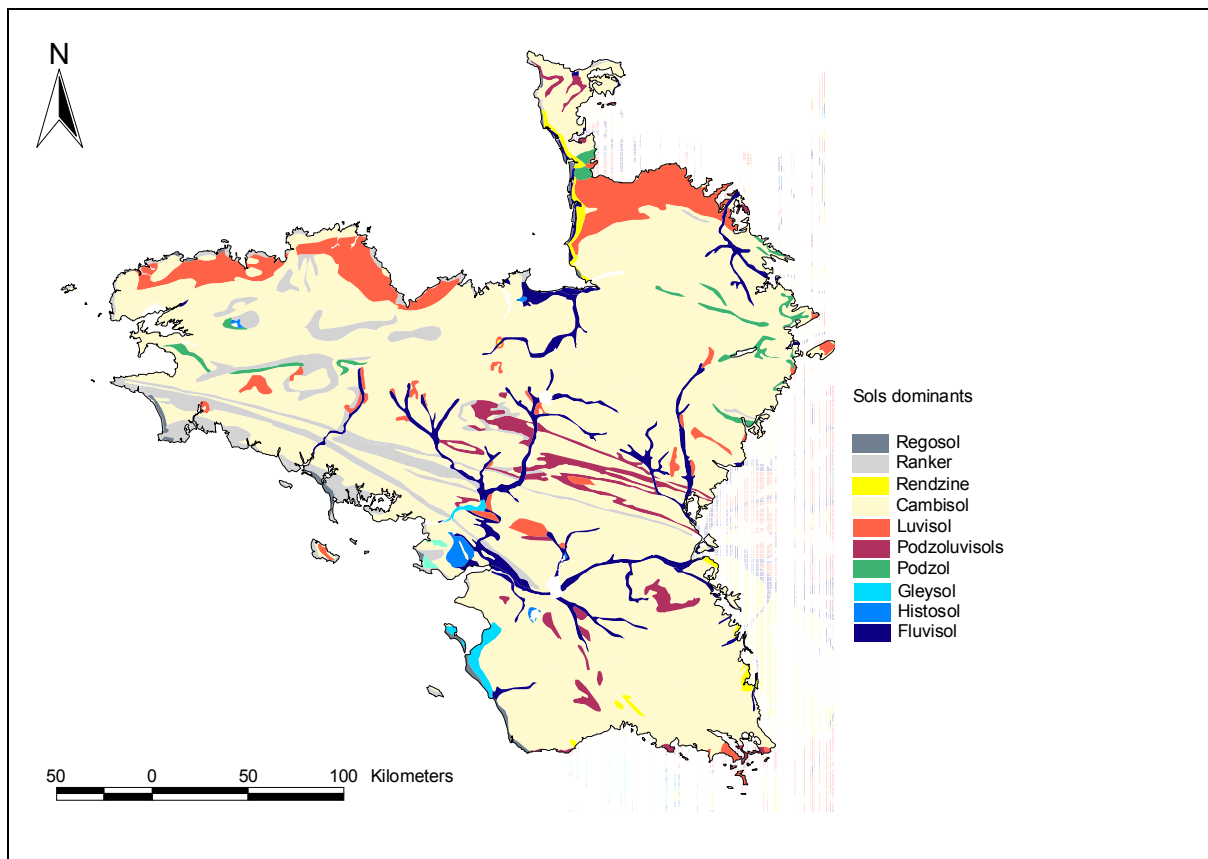 N
Sols dominants
Regosol
Ranker
Rendzine
Cambisol
Luvisol
Podzoluvisols
Podzol
Gleysol
Histosol
Fluvisol
50 0 50 100 Kilometers